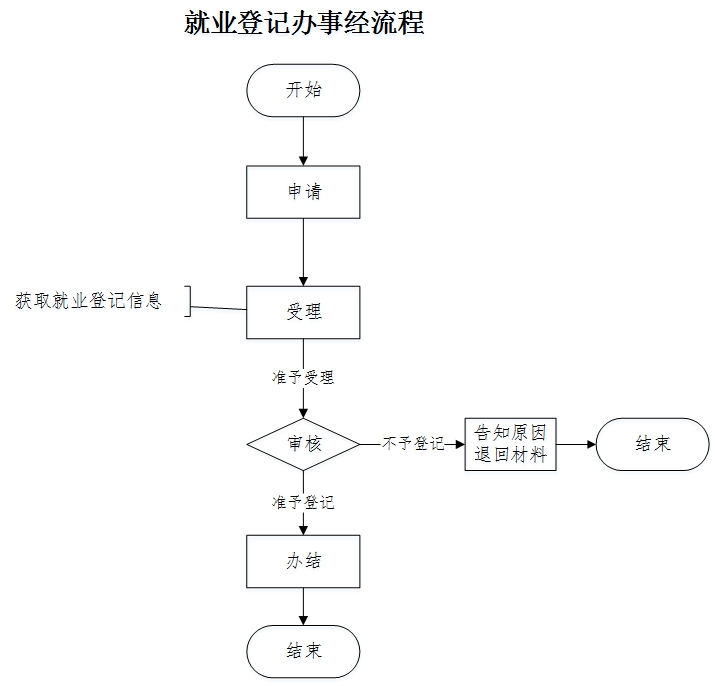 就业登记办事经流程
开始
申请
获取就业登记信息
受理
准予受理
审核
不予登记
告知原因
退回材料
结束
准予登记
办结
结束